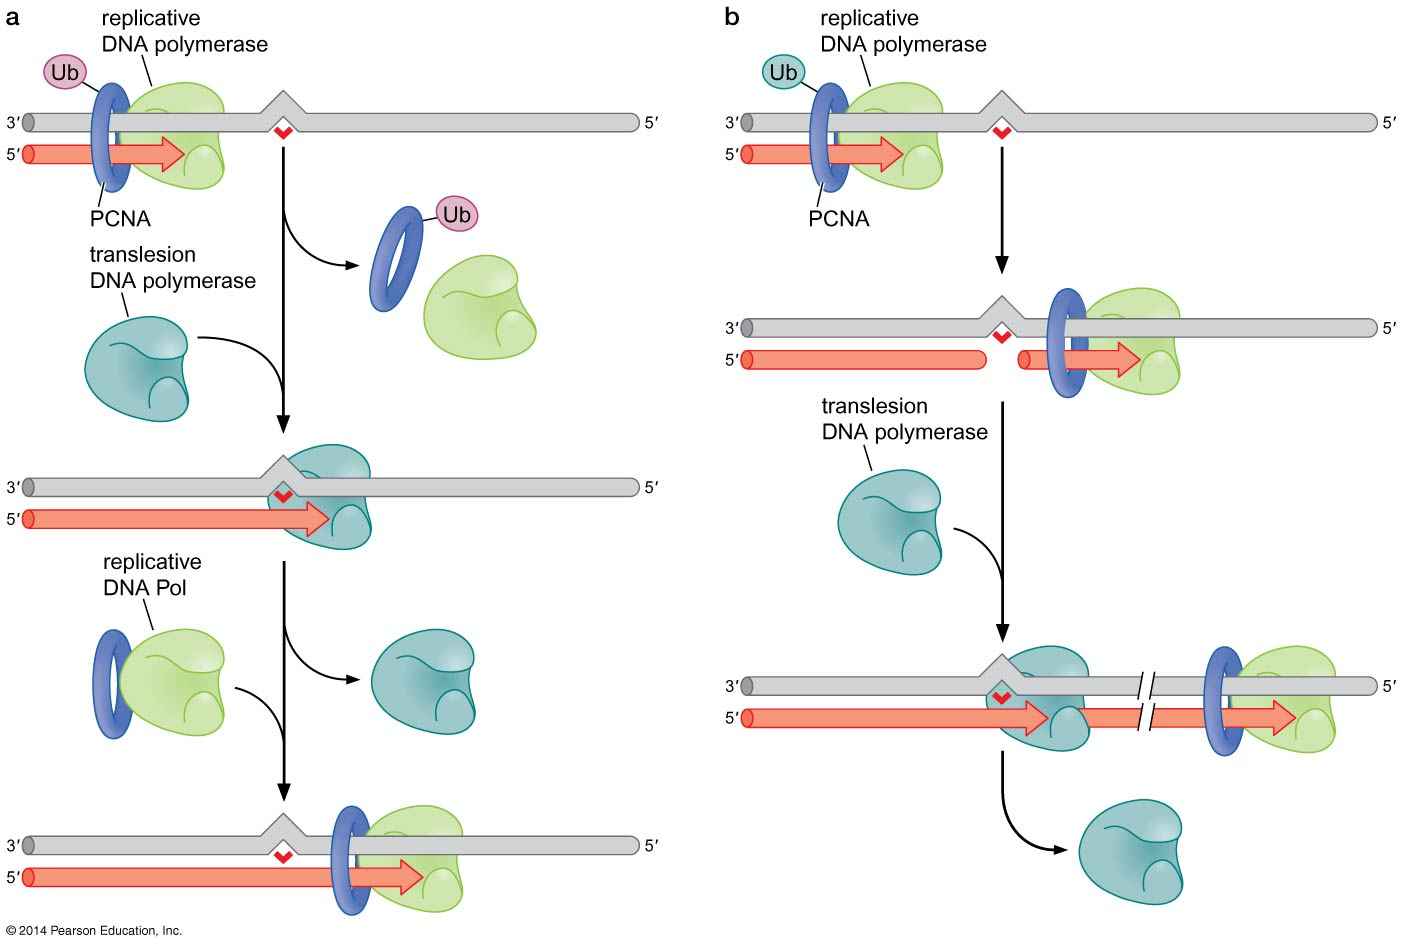 a
replicative
DNA polymerase
Ub
3′
5′
5′
PCNA
Ub
translesion
DNA polymerase
3′
5′
5′
replicative
DNA Pol
3′
5′
5′
© 2014 Pearson Education, Inc.
b
replicative
DNA polymerase
Ub
3′
5′
5′
PCNA
3′
5′
5′
translesion
DNA polymerase
3′
5′
5′